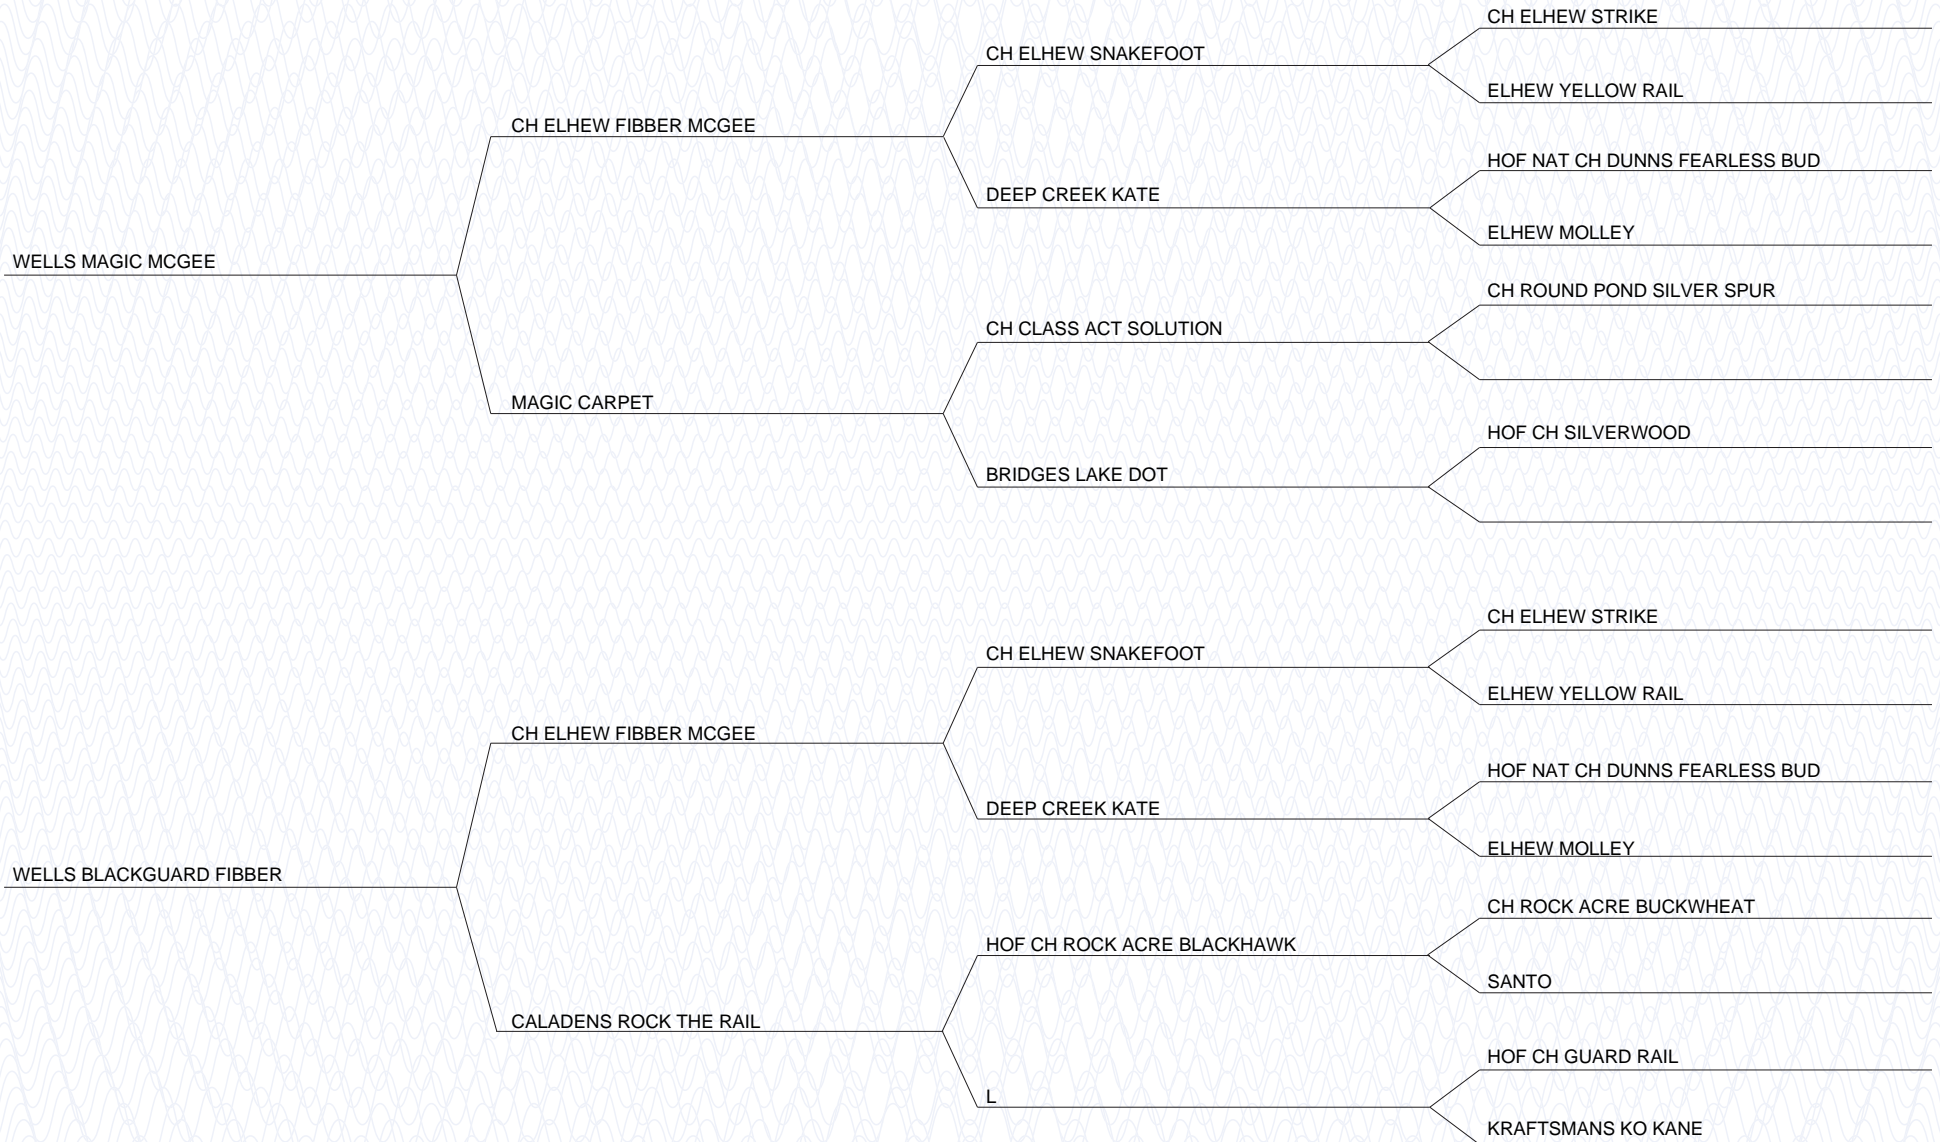 CH ELHEW STRIKE
CH ELHEW SNAKEFOOT
ELHEW YELLOW RAIL
CH ELHEW FIBBER MCGEE
HOF NAT CH DUNNS FEARLESS BUD
DEEP CREEK KATE
ELHEW MOLLEY
WELLS MAGIC MCGEE
CH ROUND POND SILVER SPUR
CH CLASS ACT SOLUTION
MAGIC CARPET
HOF CH SILVERWOOD
BRIDGES LAKE DOT
CH ELHEW STRIKE
CH ELHEW SNAKEFOOT
ELHEW YELLOW RAIL
CH ELHEW FIBBER MCGEE
HOF NAT CH DUNNS FEARLESS BUD
DEEP CREEK KATE
ELHEW MOLLEY
WELLS BLACKGUARD FIBBER
CH ROCK ACRE BUCKWHEAT
HOF CH ROCK ACRE BLACKHAWK
SANTO
CALADENS ROCK THE RAIL
HOF CH GUARD RAIL
L
KRAFTSMANS KO KANE